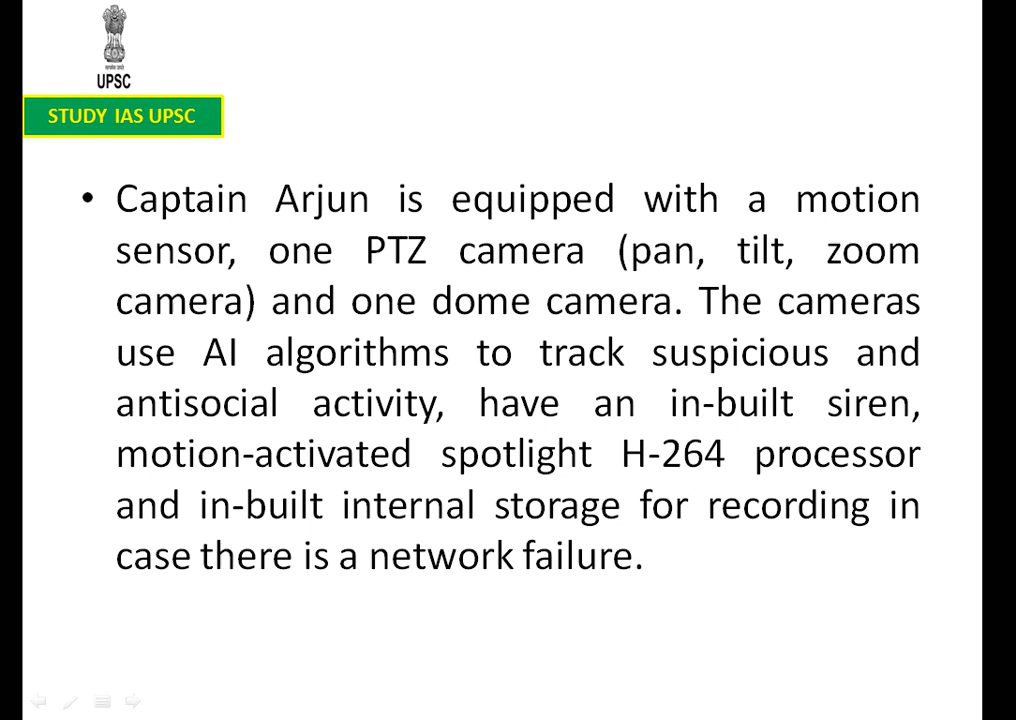 UPSC
STUDY IAS UPSC
• Captain Arjun is equipped with a motion
sensor, one PTZ camera (pan, tilt, zoom
camera) and one dome camera. The cameras
use AI algorithms to track suspicious and
antisocial activity, have an in-built siren,
motion-activated spotlight H-264 processor
and in-built internal storage for recording in
case there is a network failure.